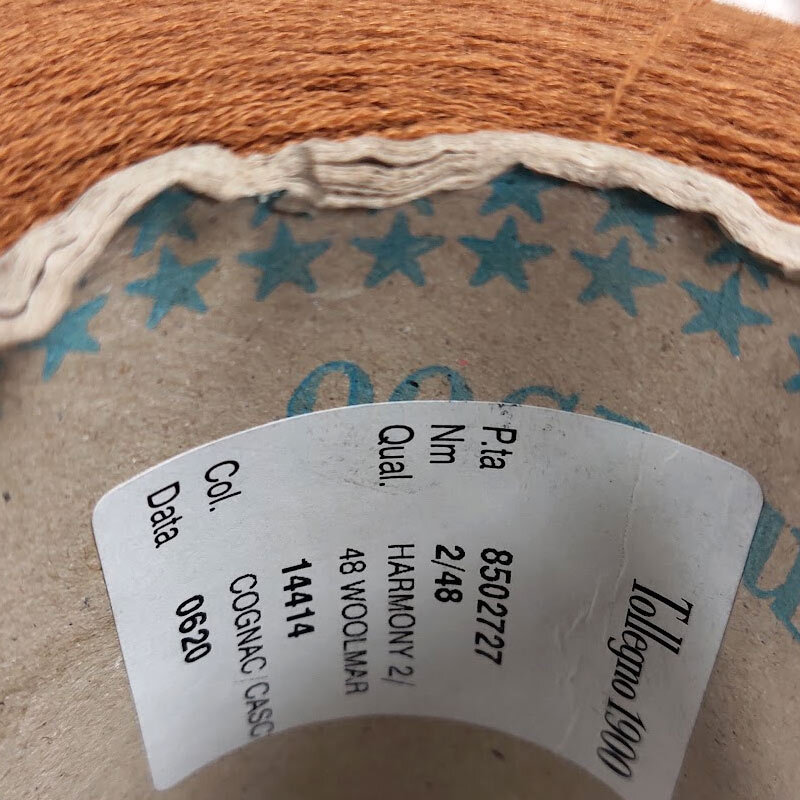 Tollegno 1900
P.ta 8502727
Nm 2/48
Qual. HARMONY 2/
48 WOOLMAR
Col. 14414
COGNAC/CASC
Data 0620